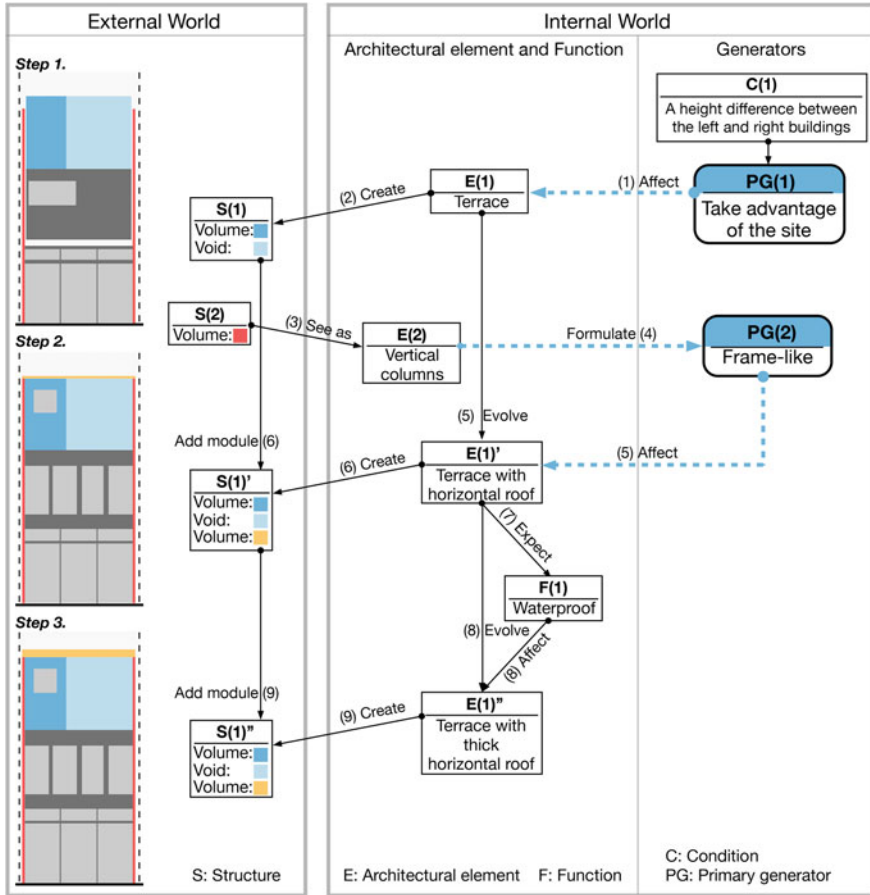 External World
Internal World
Architectural element and Function
Generators
Step 1.
C(1)
A height difference between
the left and right buildings
E(1)
Terrace
(1) Affect
PG(1)
Take advantage
of the site
(2) Create
S(1)
Volume:
Void:
S(2)
Volume:
(3) See as
E(2)
Vertical
columns
Formulate (4)
PG(2)
Frame-like
Step 2.
(5) Evolve
(5) Affect
Add module (6)
(6) Create
E(1)'
Terrace with
horizontal roof
S(1)'
Volume:
Void:
Volume:
(7) Expect
F(1)
Waterproof
(8) Evolve
(8) Affect
Step 3.
Add module (9)
(9) Create
E(1)”
Terrace with
thick
horizontal roof
S(1)”
Volume:
Void:
Volume:
S: Structure
E: Architectural element
F: Function
C: Condition
PG: Primary generator